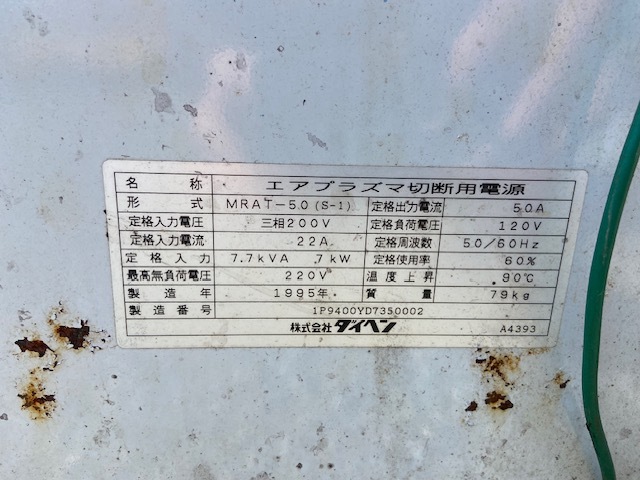 名称 エアプラズマ切断用電源
形式 MRAT-50(S-1) 定格出力電流 50A
定格入力電圧 三相200V 定格負荷電圧 120V
定格入力電流 22A 定格周波数 50/60Hz
定格入力 7.7kVA 7kW 定格使用率 60%
最高無負荷電圧 220V 温度上昇 90℃
製造年 1995年 質量 79kg
製造番号 1P9400YD7350002
株式会社ダイヘン A4393